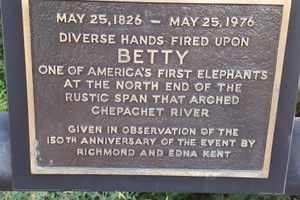 MAY 25, 1826 – MAY 25, 1976
DIVERSE HANDS FIRED UPON
BETTY
ONE OF AMERICA'S FIRST ELEPHANTS
AT THE NORTH END OF THE
RUSTIC SPAN THAT ARCHED
CHEPACHET RIVER
GIVEN IN OBSERVATION OF THE
150TH ANNIVERSARY OF THE EVENT BY
RICHMOND AND EDNA KENT